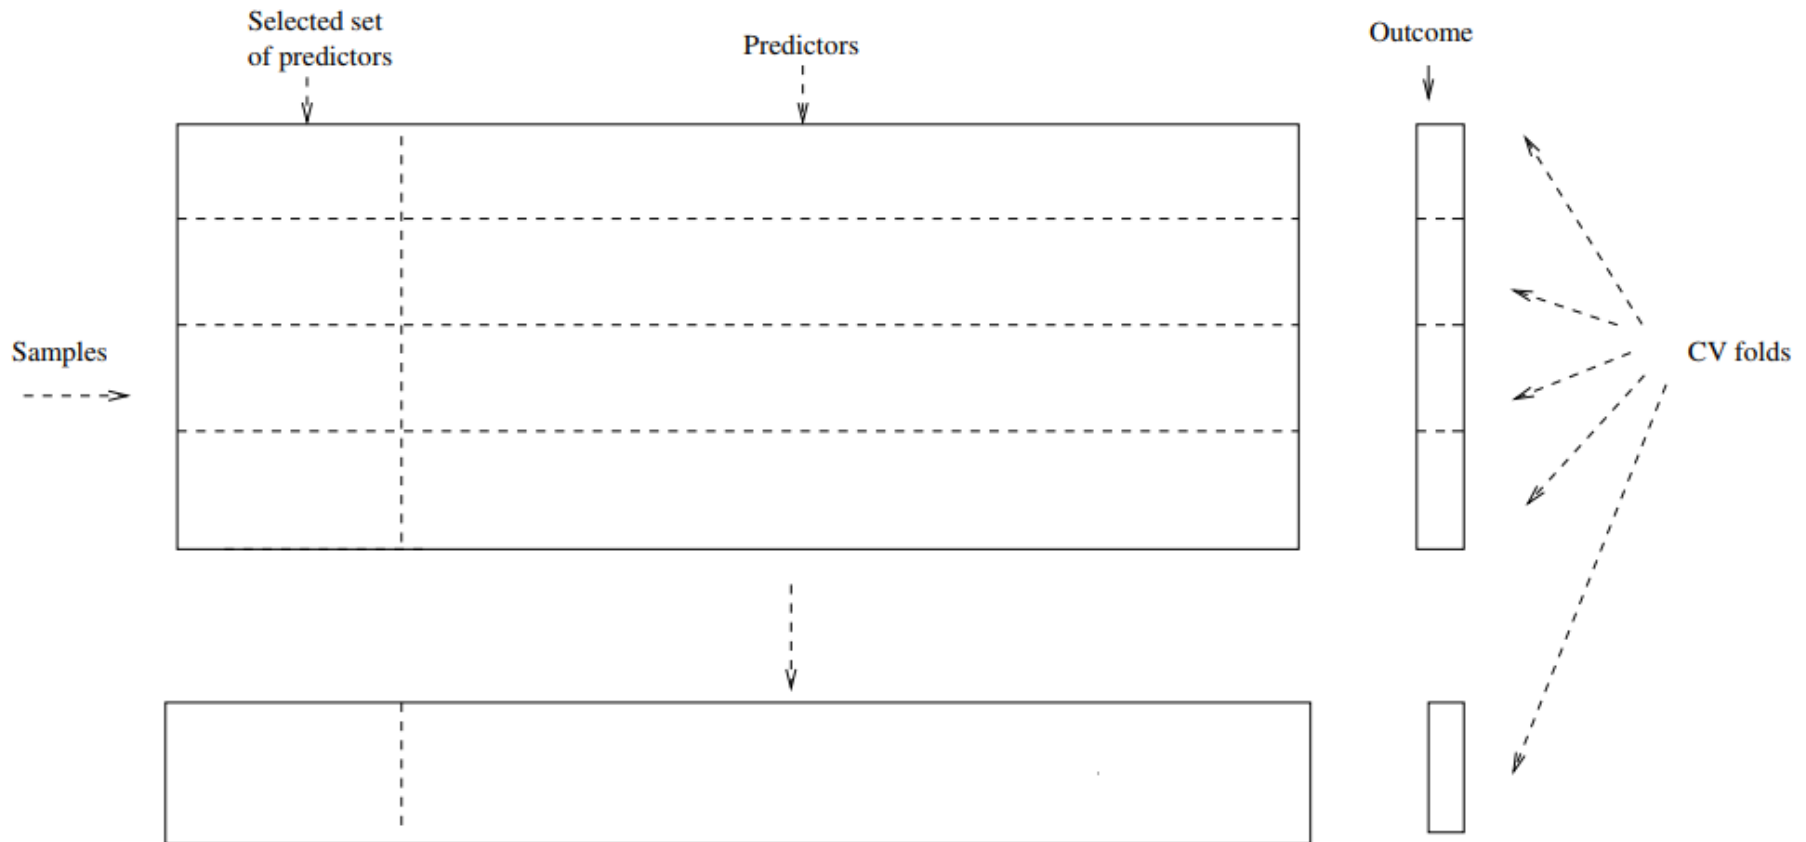 Selected set
of predictors
Predictors
Outcome
Samples
CV folds